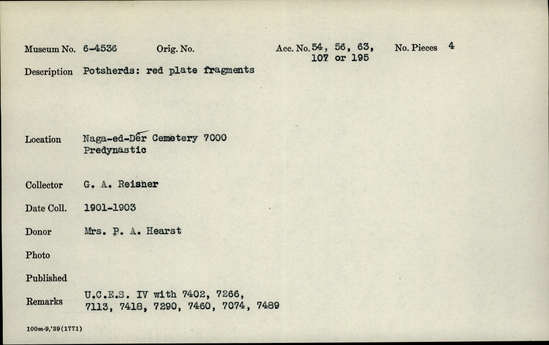 Museum No. 6-4536 Orig. No. Acc. No. 54, 56, 63, No. Pieces 4
107 or 195
Description Potsherds: red plate fragments
Location Naga-ed-Dêr Cemetery 7000
Predynastic
Collector G. A. Reisner
Date Coll. 1901-1903
Donor Mrs. P. A. Hearst
Photo
Published
Remarks U.C.E.S. IV with 7402, 7266,
7113, 7418, 7290, 7460, 7074, 7489
100m-9,'39(1771)